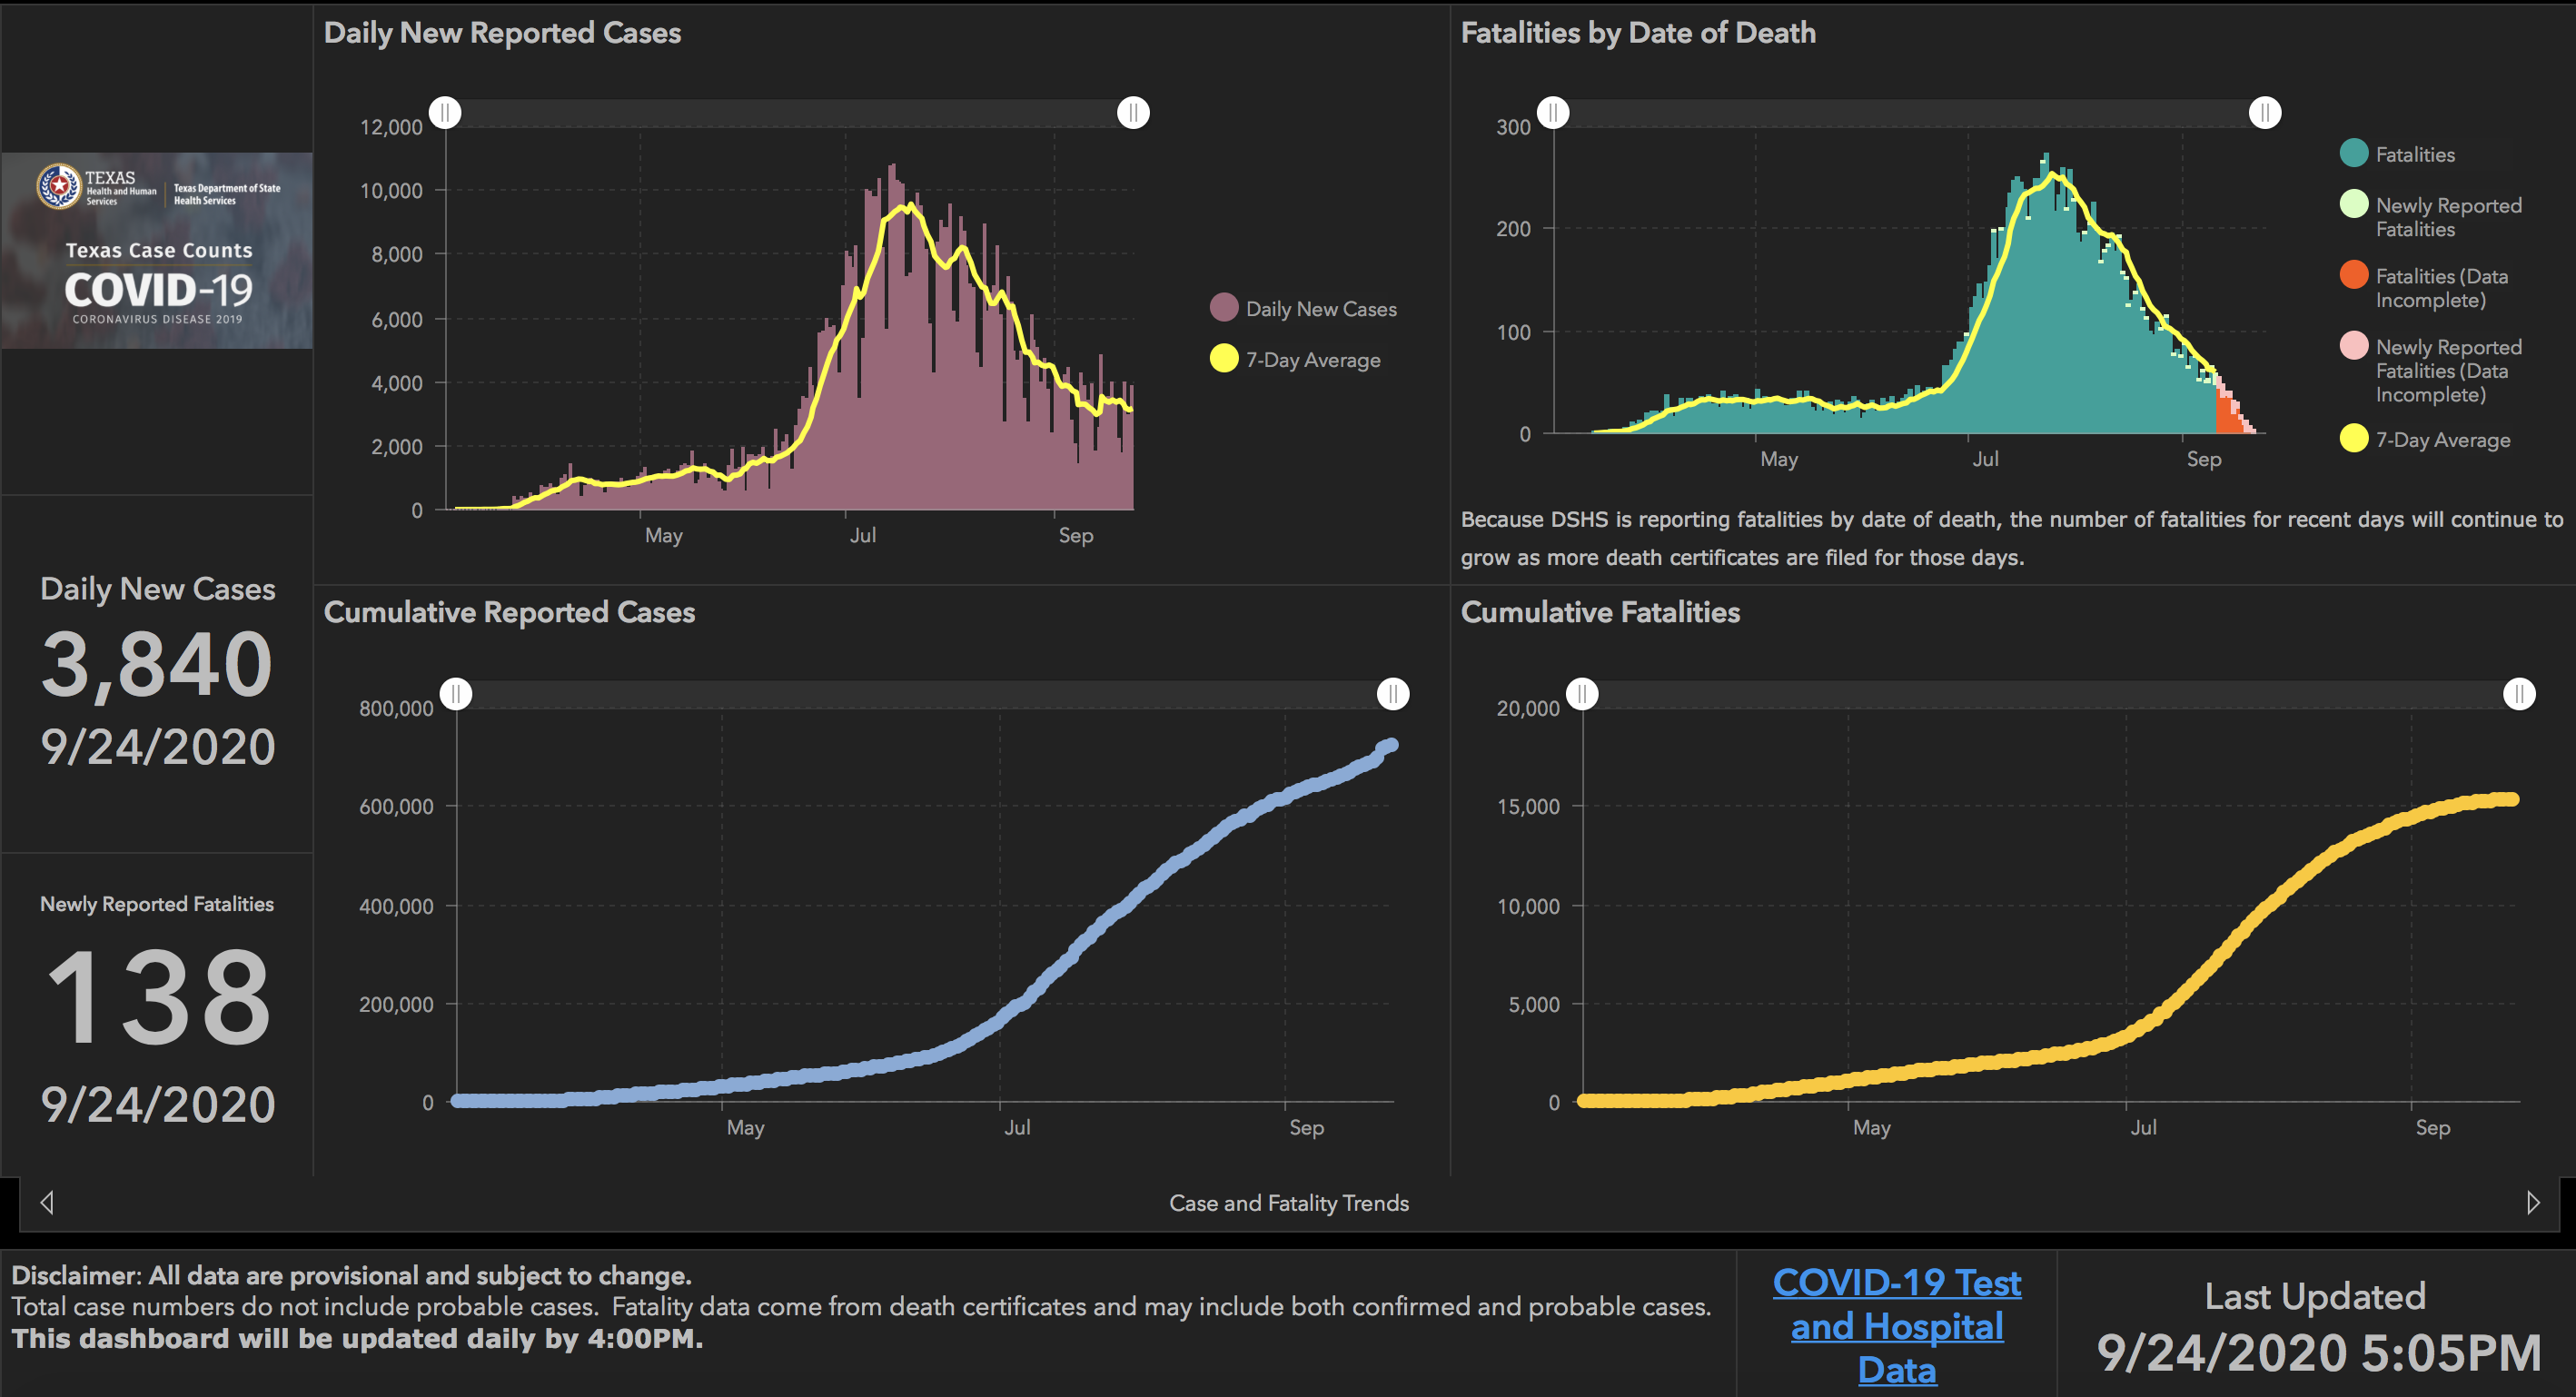 TEXAS
Health and Human
Services
Texas Department of State
Health Services
Texas Case Counts
COVID-19
CORONAVIRUS DISEASE 2019
Daily New Cases
3,840
9/24/2020
Newly Reported Fatalities
138
9/24/2020
Daily New Reported Cases
12,000
10,000
8,000
6,000
4,000
2,000
0
May
Jul
Sep
Daily New Cases
7-Day Average
Fatalities by Date of Death
300
200
100
0
May
Jul
Sep
Fatalities
Newly Reported
Fatalities
Fatalities (Data
Incomplete)
Newly Reported
Fatalities (Data
Incomplete)
7-Day Average
Because DSHS is reporting fatalities by date of death, the number of fatalities for recent days will continue to
grow as more death certificates are filed for those days.
Cumulative Reported Cases
800,000
600,000
400,000
200,000
0
May
Jul
Sep
Cumulative Fatalities
20,000
15,000
10,000
5,000
0
May
Jul
Sep
Case and Fatality Trends
Disclaimer: All data are provisional and subject to change.
Total case numbers do not include probable cases.  Fatality data come from death certificates and may include both confirmed and probable cases.
This dashboard will be updated daily by 4:00PM.
COVID-19 Test
and Hospital
Data
Last Updated
9/24/2020 5:05PM